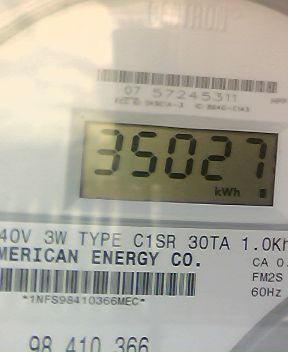 CENTRON
07 57245311
35027
kWh
40V 3W TYPE C1SR 30TA 1.0Kh
MERICAN ENERGY CO.
CA 0.
FM2S
60Hz
*1NFS98410366MEC*
98 410 366